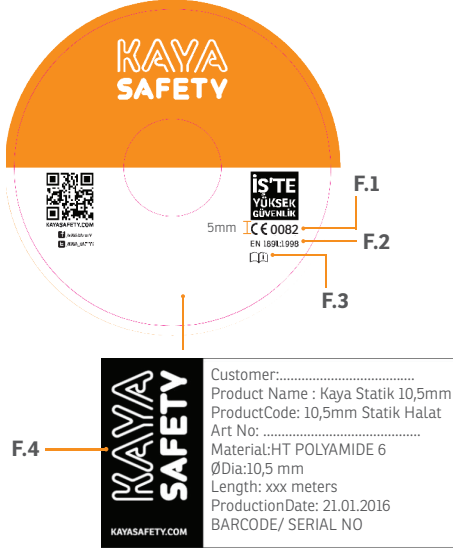 KAYA
SAFETY
KAYASAFETY.COM
İŞ'TE
YÜKSEK
GÜVENLİK
5mm
CE 0082
EN 1891:1998
F.1
F.2
F.3
F.4
KAYA
SAFETY
KAYASAFETY.COM
Customer:......................................
Product Name : Kaya Statik 10,5mm
ProductCode: 10,5mm Statik Halat
Art No: ............................................
Material:HT POLYAMIDE 6
ØDia:10,5 mm
Length: xxx meters
ProductionDate: 21.01.2016
BARCODE/ SERIAL NO